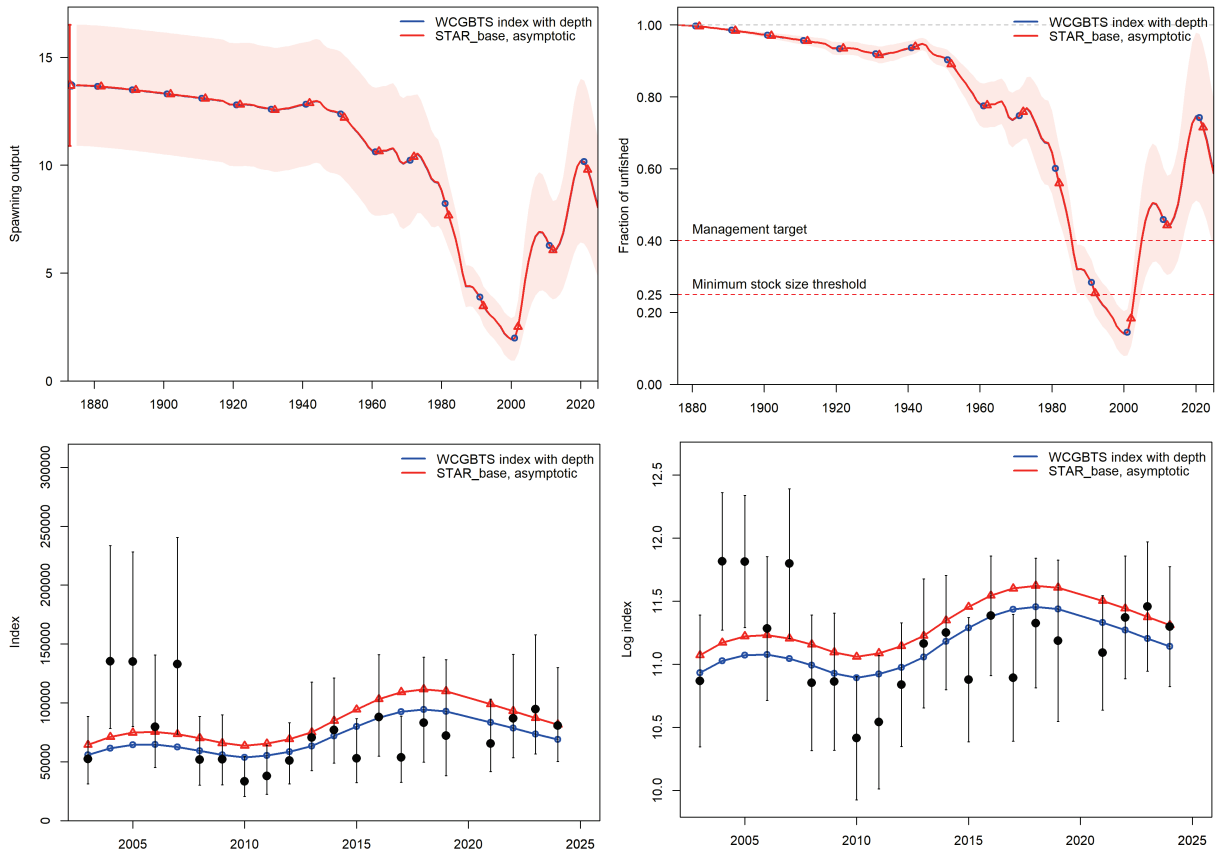 WCGBTS index with depth
STAR_base, asymptotic
Spawning output
15
10
5
0
1880 1900 1920 1940 1960 1980 2000 2020
WCGBTS index with depth
STAR_base, asymptotic
Fraction of unfished
1.00
0.80
0.60
0.40
0.25
0.20
0.00
Management target
Minimum stock size threshold
1880 1900 1920 1940 1960 1980 2000 2020
WCGBTS index with depth
STAR_base, asymptotic
Index
300000
250000
200000
150000
100000
50000
0
2005 2010 2015 2020 2025
WCGBTS index with depth
STAR_base, asymptotic
Log index
12.5
12.0
11.5
11.0
10.5
10.0
2005 2010 2015 2020 2025